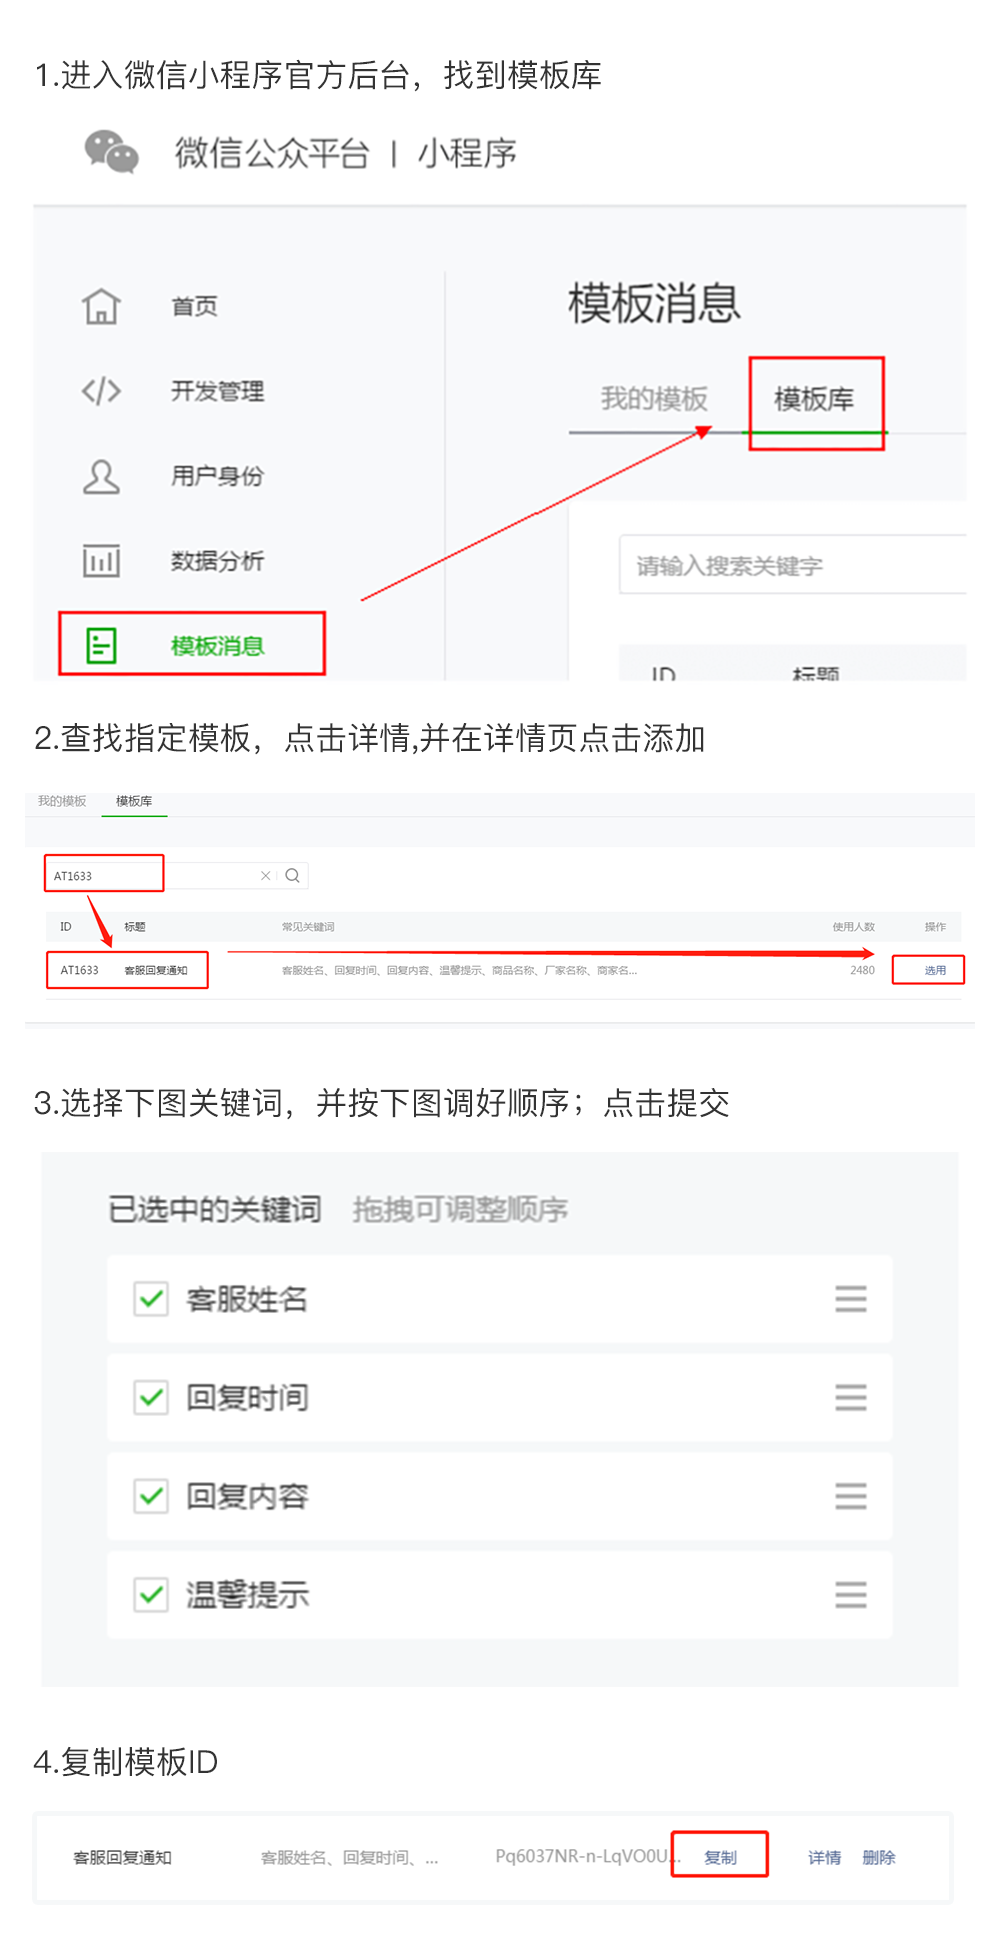 1.进入微信小程序官方后台，找到模板库
微信公众平台 | 小程序
首页
开发管理
用户身份
数据分析
模板消息
模板消息
我的模板 模板库
请输入搜索关键字
ID 标题
2.查找指定模板，点击详情,并在详情页点击添加
我的模板 模板库
AT1633
ID 标题 常见关键词 使用人数 操作
AT1633 客服回复通知 客服姓名、回复时间、回复内容、温馨提示、商品名称、厂家名称、商家名... 2480 选用
3.选择下图关键词，并按下图调好顺序；点击提交
已选中的关键词 拖拽可调整顺序
客服姓名
回复时间
回复内容
温馨提示
4.复制模板ID
客服回复通知 客服姓名、回复时间、... Pq6037NR-n-LqVO0U... 复制 详情 删除